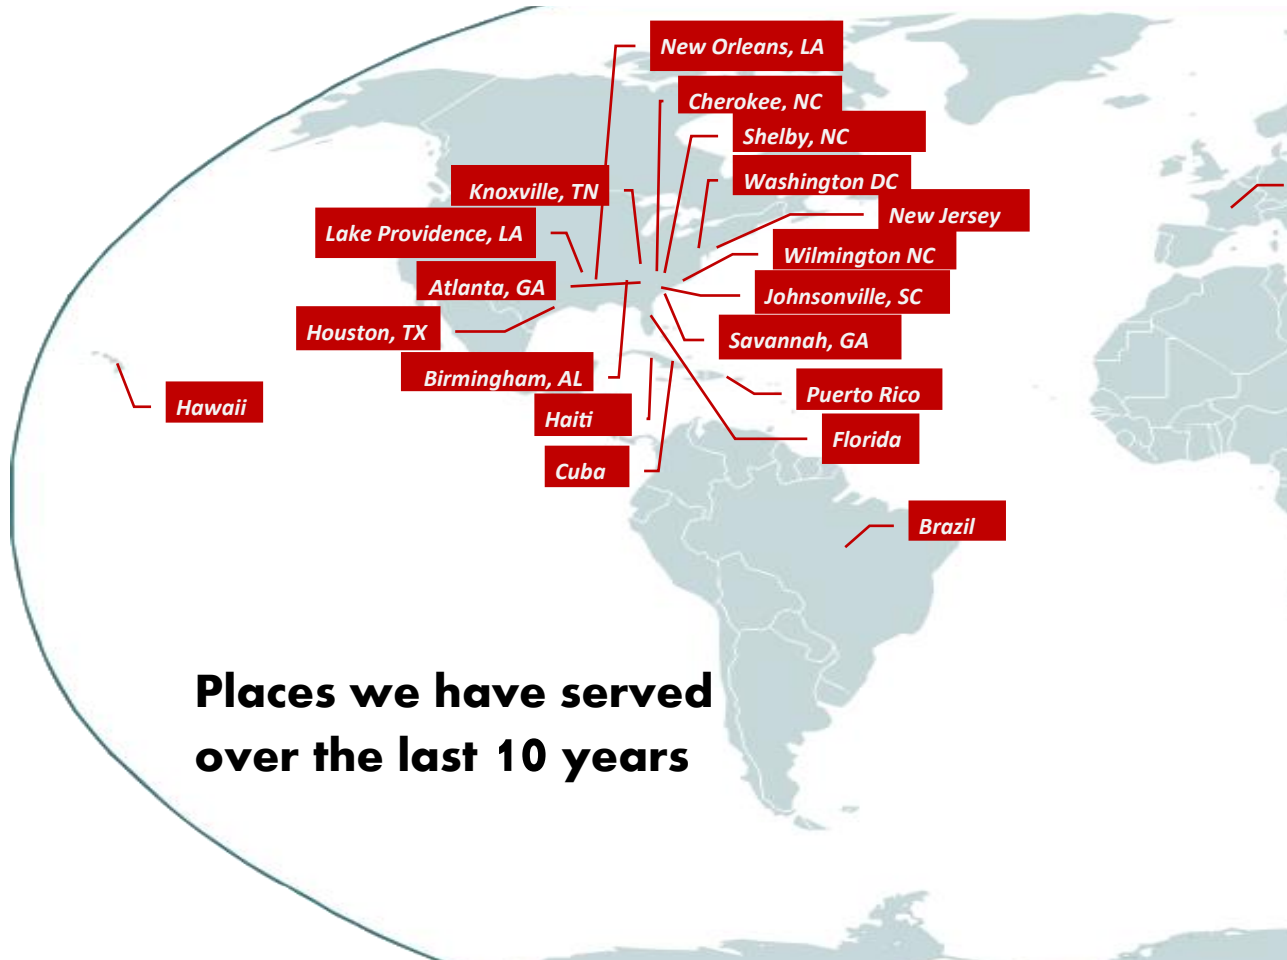 New Orleans, LA
Cherokee, NC
Shelby, NC
Washington DC
Knoxville, TN
New Jersey
Lake Providence, LA
Wilmington NC
Atlanta, GA
Johnsonville, SC
Houston, TX
Savannah, GA
Birmingham, AL
Puerto Rico
Hawaii
Haiti
Florida
Cuba
Brazil
Places we have served
over the last 10 years